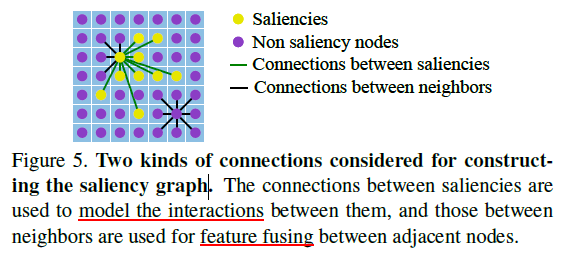 Saliencies
Non saliency nodes
Connections between saliencies
Connections between neighbors
Figure 5. Two kinds of connections considered for construct-
ing the saliency graph. The connections between saliencies are
used to model the interactions between them, and those between
neighbors are used for feature fusing between adjacent nodes.